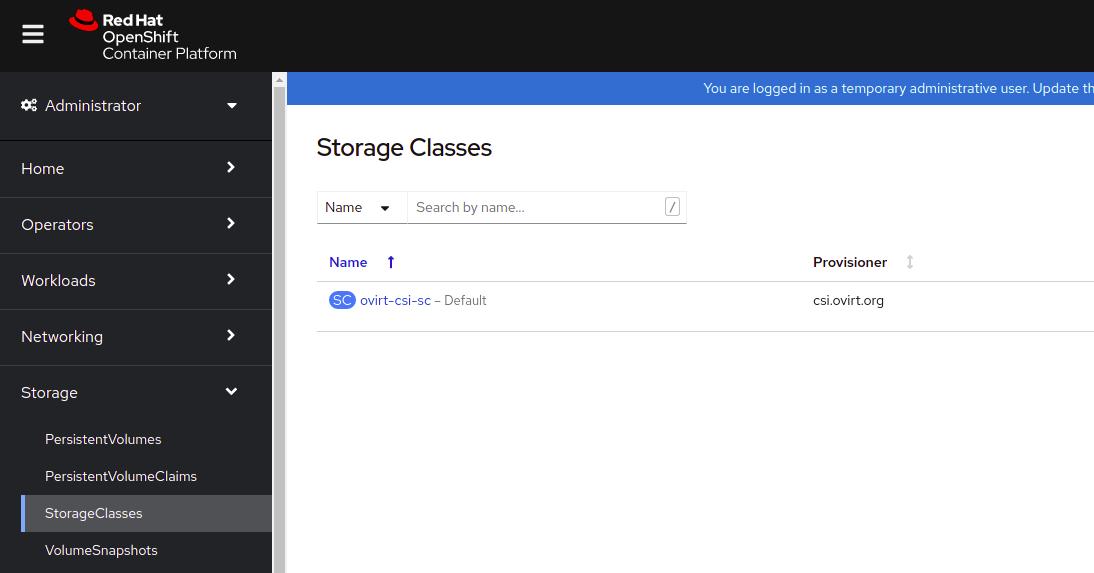 Red Hat
OpenShift
Container Platform
Administrator
Home
Operators
Workloads
Networking
Storage
PersistentVolumes
PersistentVolumeClaims
StorageClasses
VolumeSnapshots
You are logged in as a temporary administrative user. Update th
Storage Classes
Name Search by name... /
Name Provisioner
SC ovirt-csi-sc – Default csi.ovirt.org